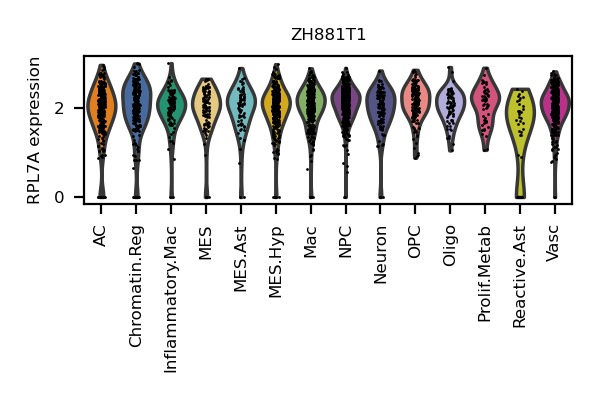 ZH881T1
RPL7A expression
2
0
AC
Chromatin.Reg
Inflammatory.Mac
MES
MES.Ast
MES.Hyp
Mac
NPC
Neuron
OPC
Oligo
Prolif.Metab
Reactive.Ast
Vasc